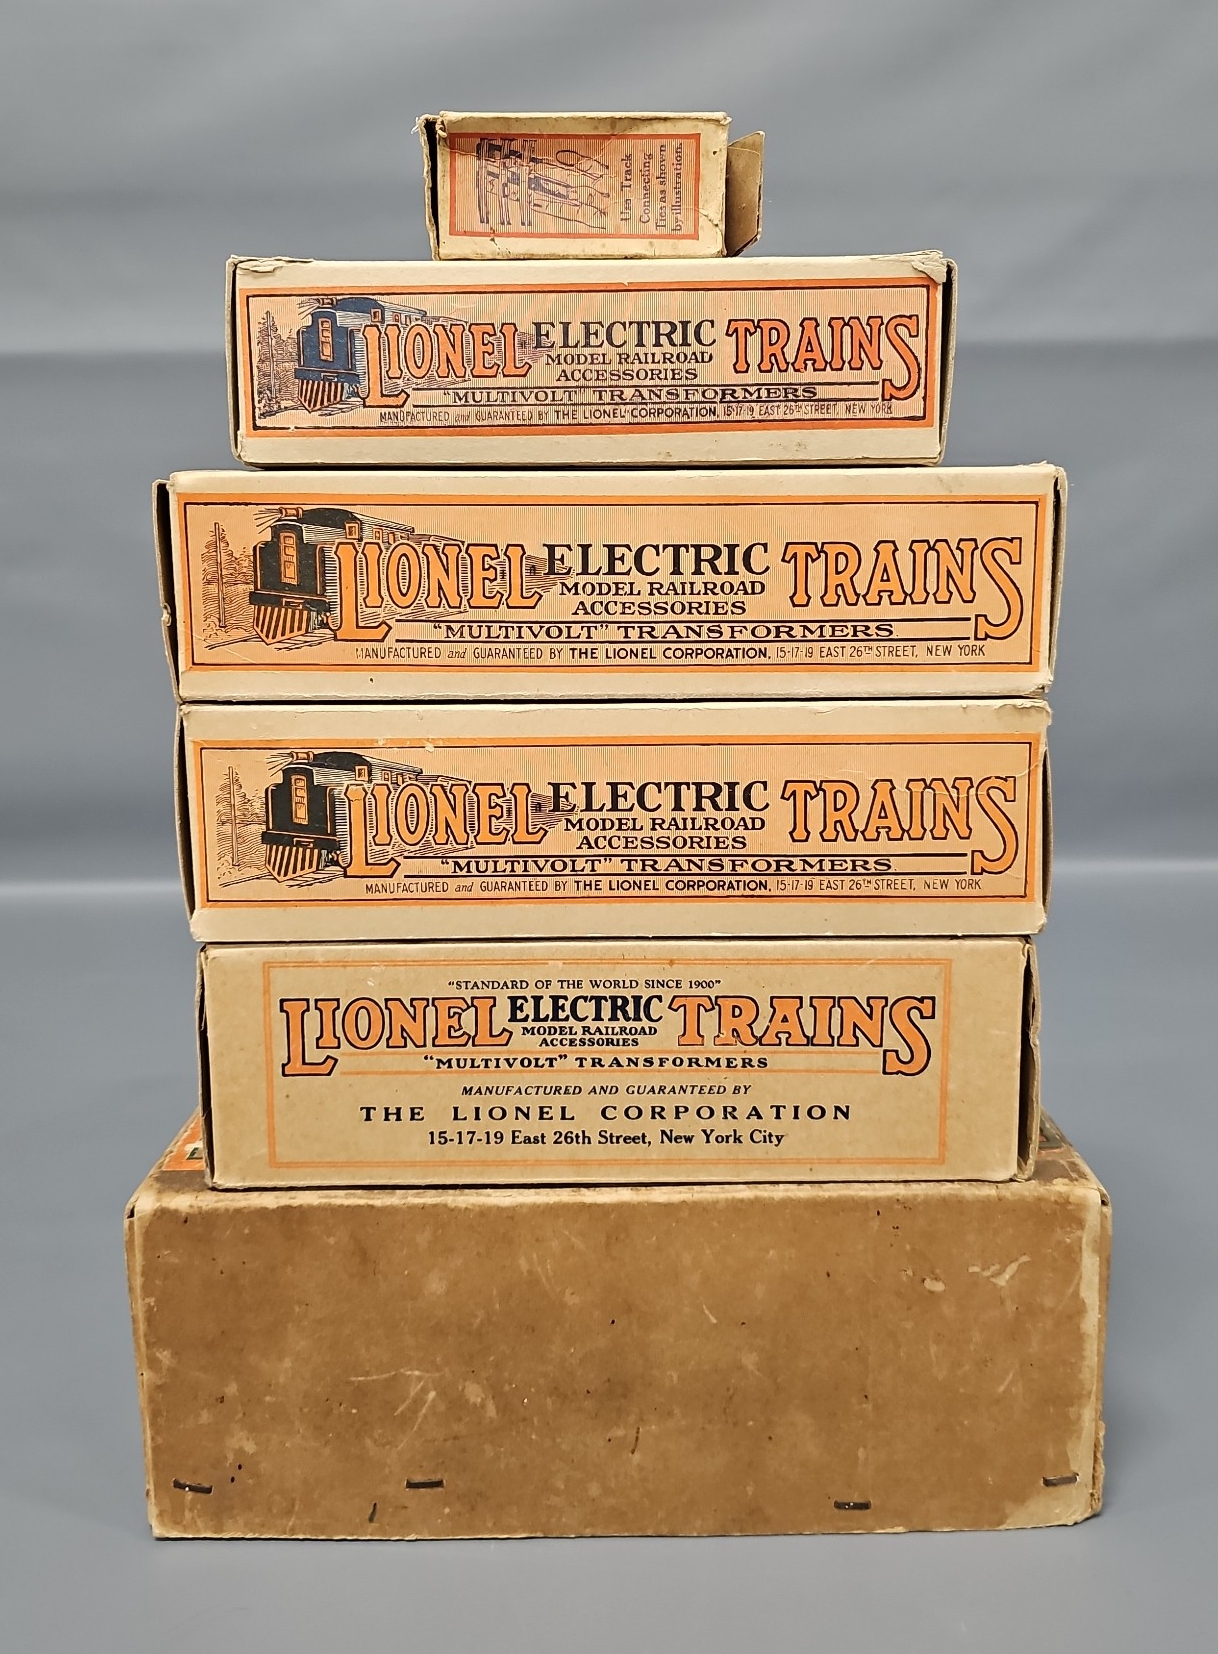 Use Track
Connecting
Ties as shown
by illustration.
LIONEL ELECTRIC TRAINS
MODEL RAILROAD
ACCESSORIES
"MULTIVOLT" TRANSFORMERS
MANUFACTURED and GUARANTEED BY THE LIONEL CORPORATION, 15-17-19 EAST 26TH STREET, NEW YORK
LIONEL ELECTRIC TRAINS
MODEL RAILROAD
ACCESSORIES
"MULTIVOLT" TRANSFORMERS.
MANUFACTURED and GUARANTEED BY THE LIONEL CORPORATION, 15-17-19 EAST 26TH STREET, NEW YORK
LIONEL ELECTRIC TRAINS
MODEL RAILROAD
ACCESSORIES
"MULTIVOLT" TRANSFORMERS.
MANUFACTURED and GUARANTEED BY THE LIONEL CORPORATION, 15-17-19 EAST 26TH STREET, NEW YORK
"STANDARD OF THE WORLD SINCE 1900"
LIONEL ELECTRIC TRAINS
MODEL RAILROAD
ACCESSORIES
"MULTIVOLT" TRANSFORMERS
MANUFACTURED AND GUARANTEED BY
THE LIONEL CORPORATION
15-17-19 East 26th Street, New York City